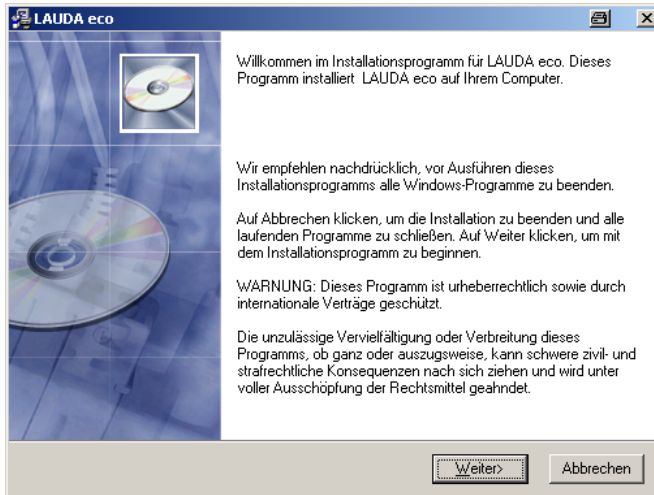 LAUDA eco
Willkommen im Installationsprogramm für LAUDA eco. Dieses
Programm installiert LAUDA eco auf Ihrem Computer.
Wir empfehlen nachdrücklich, vor Ausführen dieses
Installationsprogramms alle Windows-Programme zu beenden.
Auf Abbrechen klicken, um die Installation zu beenden und alle
laufenden Programme zu schließen. Auf Weiter klicken, um mit
dem Installationsprogramm zu beginnen.
WARNUNG: Dieses Programm ist urheberrechtlich sowie durch
internationale Verträge geschützt.
Die unzulässige Vervielfältigung oder Verbreitung dieses
Programms, ob ganz oder auszugsweise, kann schwere zivil- und
strafrechtliche Konsequenzen nach sich ziehen und wird unter
voller Ausschöpfung der Rechtsmittel geahndet.
Weiter>
Abbrechen